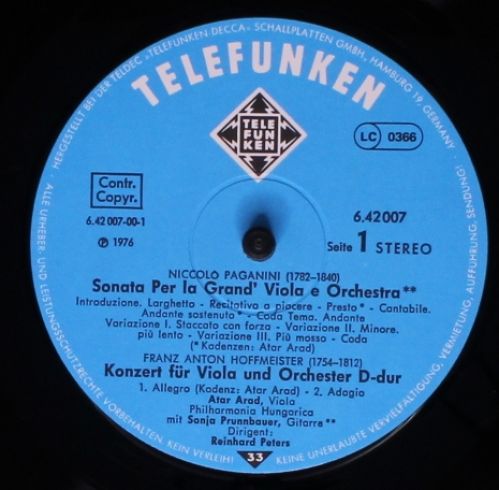 HERGESTELLT BEI DER TELDEC »TELEFUNKEN-DECCA« SCHALLPLATTEN GMBH, HAMBURG 19 GERMANY
TELEFUNKEN
TELE
FUN
KEN
LC 0366
Contr.
Copyr.
6.42 007-00-1
℗ 1976
6.42 007
Seite 1 STEREO
NICCOLO PAGANINI (1782–1840)
Sonata Per la Grand' Viola e Orchestra**
Introduzione. Larghetto - Recitativo a piacere - Presto* - Cantabile.
Andante sostenuto* - Coda Tema. Andante
Variazione I. Staccato con forza - Variazione II. Minore.
più lento - Variazione III. Più mosso - Coda
(* Kadenzen: Atar Arad)
FRANZ ANTON HOFFMEISTER (1754–1812)
Konzert für Viola und Orchester D-dur
1. Allegro (Kadenz: Atar Arad) - 2. Adagio
Atar Arad, Viola
Philharmonia Hungarica
mit Sonja Prunnbauer, Gitarre**
Dirigent:
Reinhard Peters
33
ALLE URHEBER- UND LEISTUNGSSCHUTZRECHTE VORBEHALTEN. KEIN VERLEIH!
KEINE UNERLAUBTE VERVIELFÄLTIGUNG, VERMIETUNG, AUFFÜHRUNG, SENDUNG.